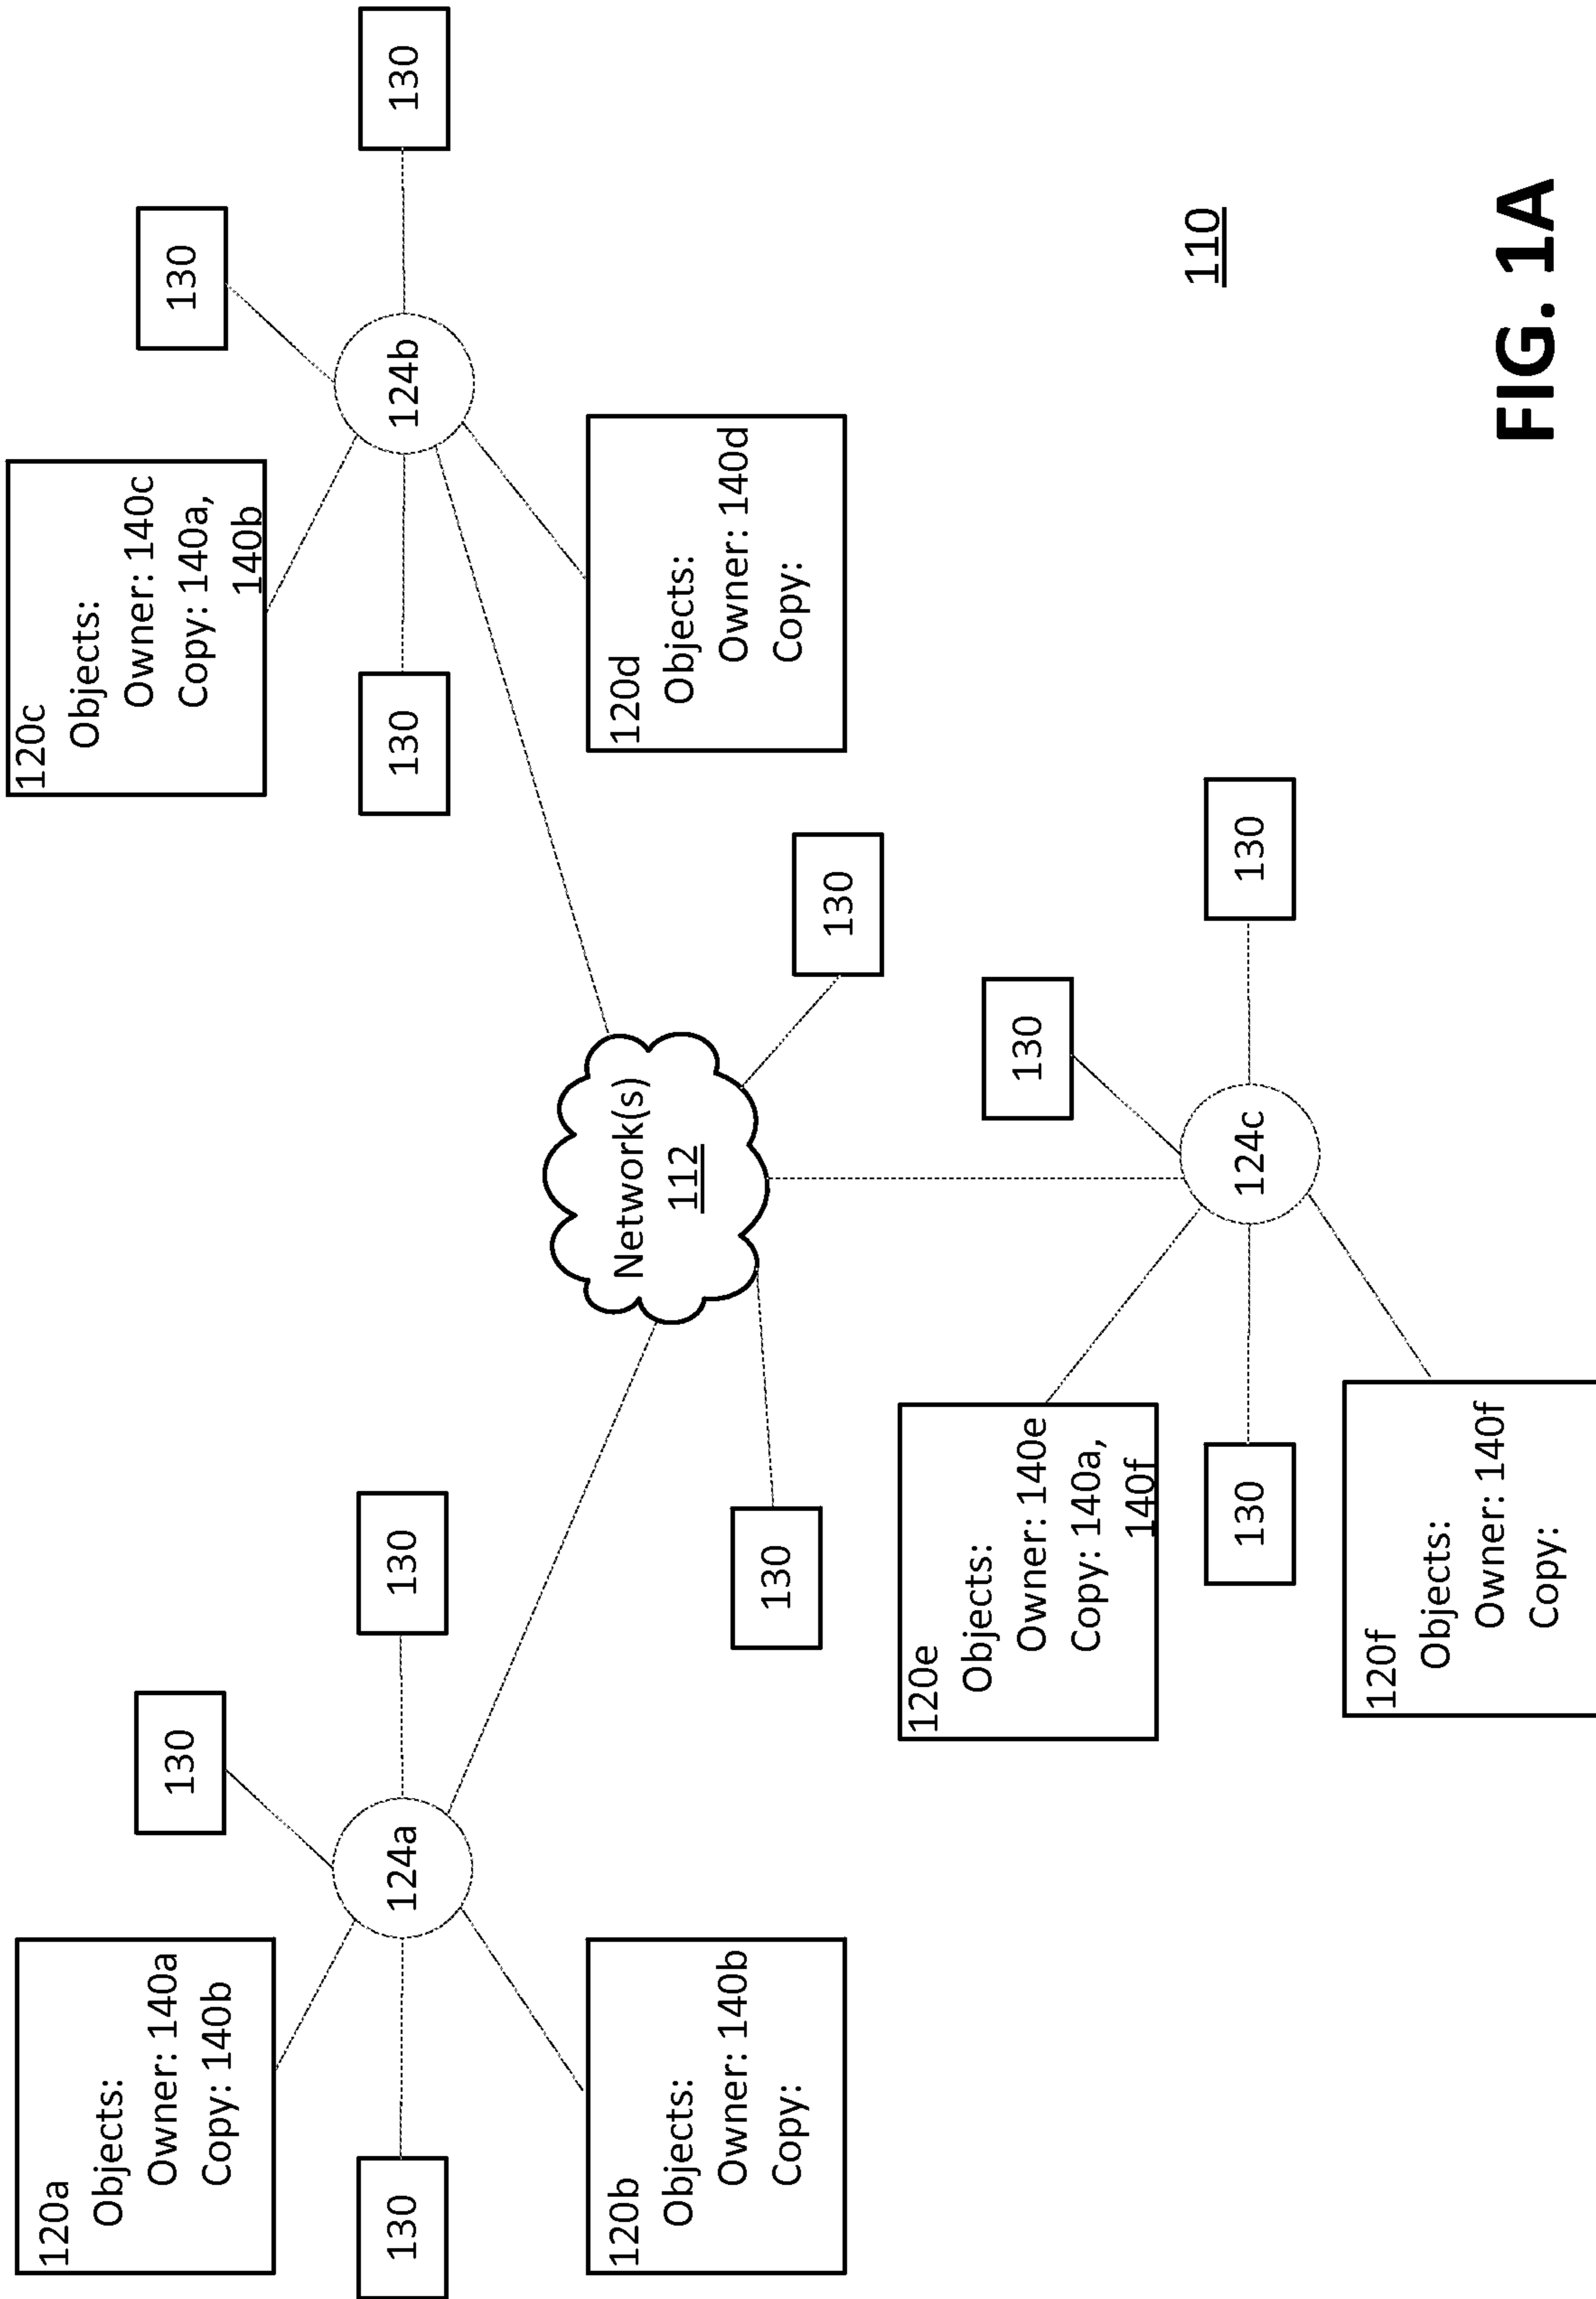 120a
Objects:
Owner: 140a
Copy: 140b
130
124a
130
130
120b
Objects:
Owner: 140b
Copy:
120c
Objects:
Owner: 140c
Copy: 140a,
140b
130
124b
130
130
120d
Objects:
Owner: 140d
Copy:
Network(s)
112
130
130
120e
Objects:
Owner: 140e
Copy: 140a,
140f
130
124c
130
130
120f
Objects:
Owner: 140f
Copy:
110
FIG. 1A